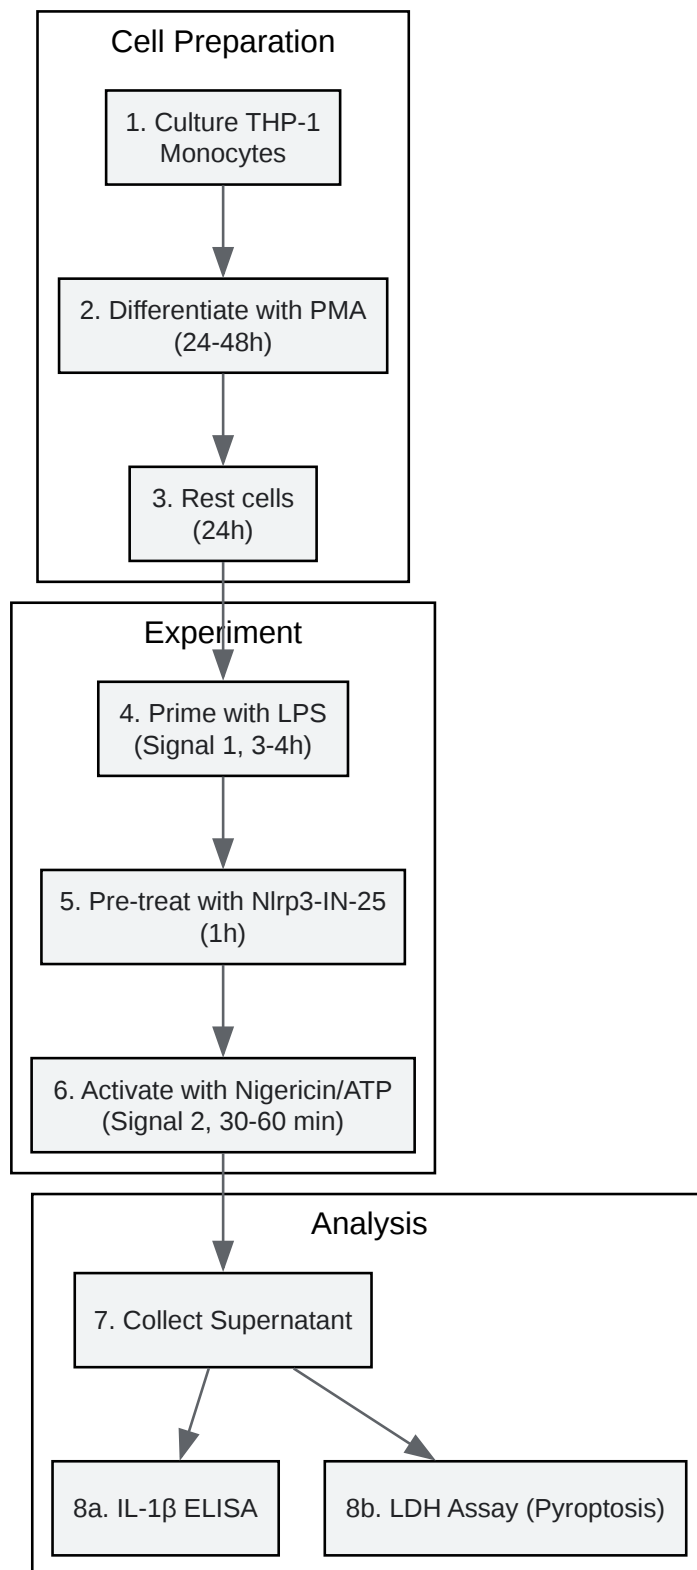 Cell Preparation
1. Culture THP-1
Monocytes
2. Differentiate with PMA
(24-48h)
3. Rest cells
(24h)
Experiment
4. Prime with LPS
(Signal 1, 3-4h)
5. Pre-treat with Nlrp3-IN-25
(1h)
6. Activate with Nigericin/ATP
(Signal 2, 30-60 min)
Analysis
7. Collect Supernatant
8a. IL-1β ELISA
8b. LDH Assay (Pyroptosis)